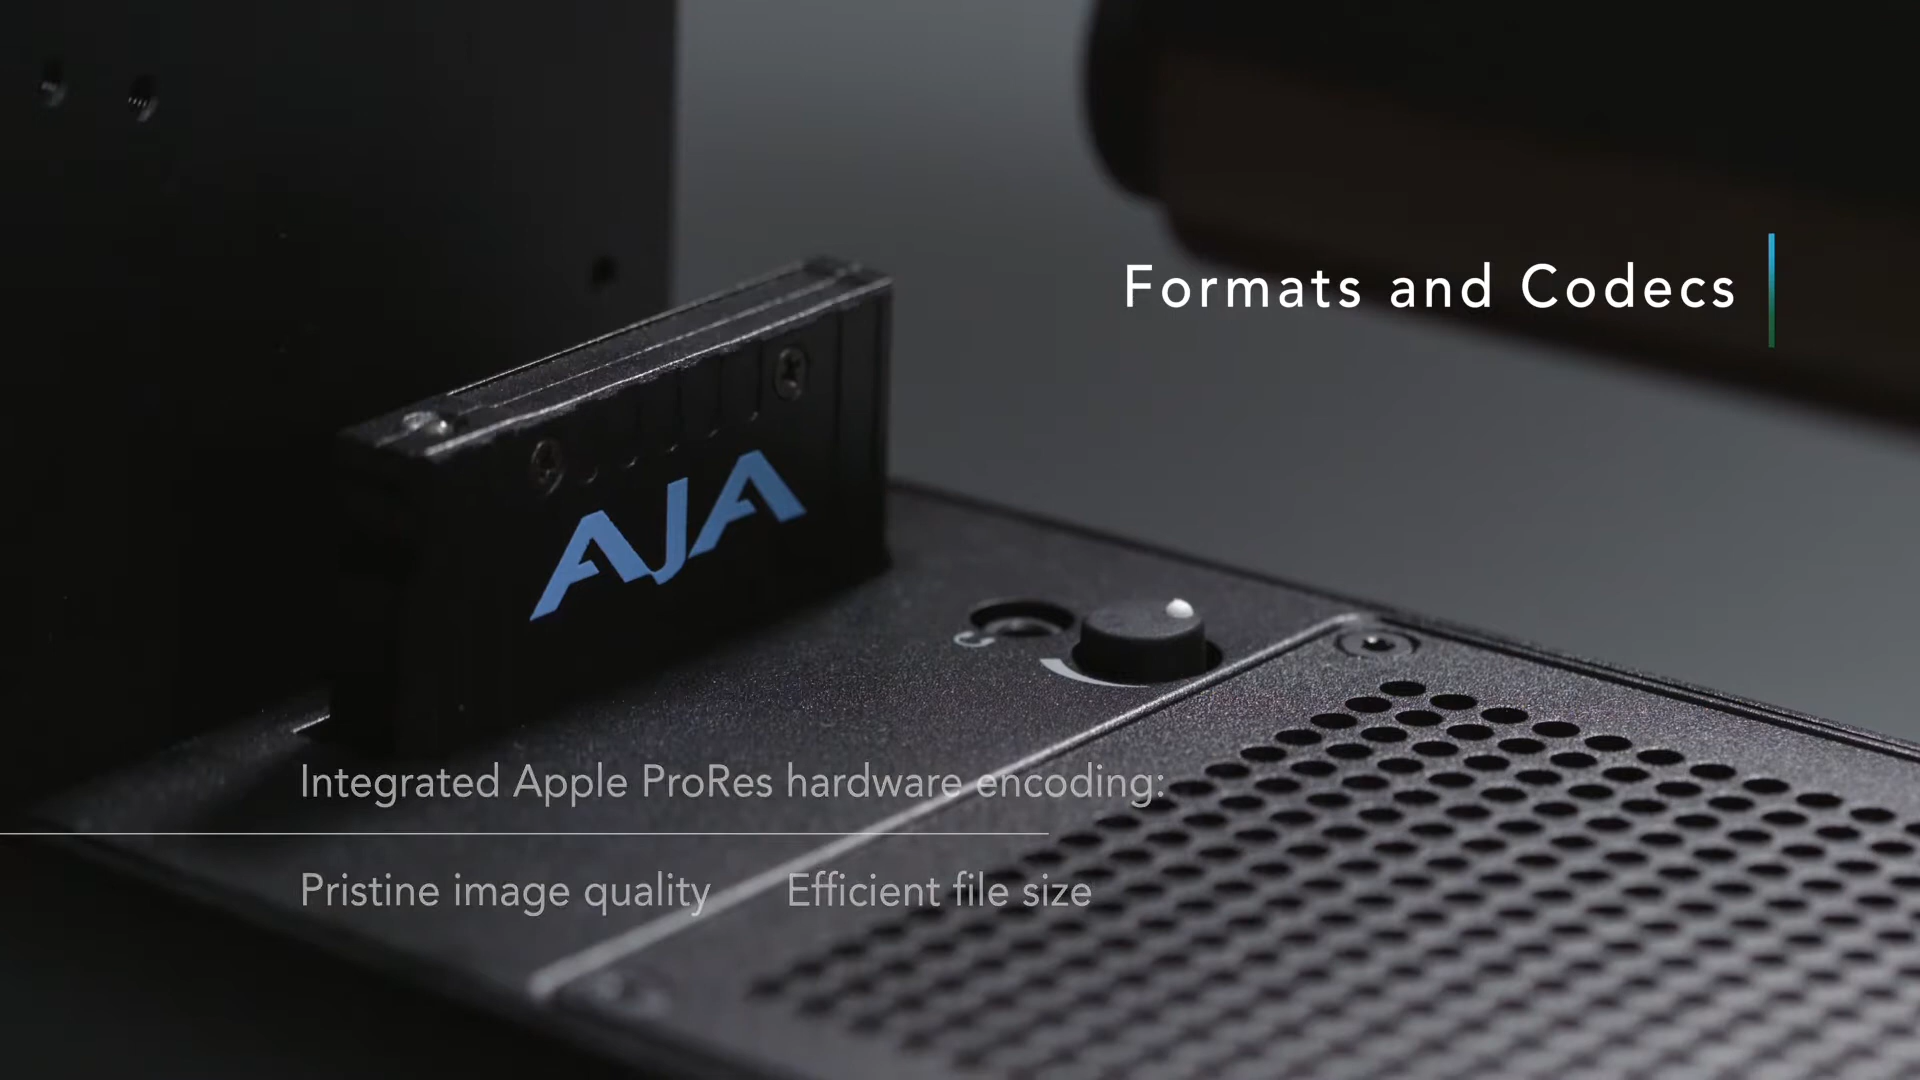 Formats and Codecs
AJA
Integrated Apple ProRes hardware encoding:
Pristine image quality Efficient file size